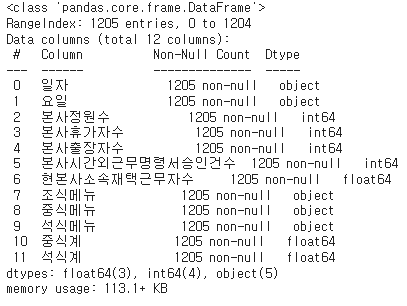 <class 'pandas.core.frame.DataFrame'>
RangeIndex: 1205 entries, 0 to 1204
Data columns (total 12 columns):
 #   Column         Non-Null Count  Dtype
---  ------         --------------  -----
 0   일자             1205 non-null   object
 1   요일             1205 non-null   object
 2   본사정원수          1205 non-null   int64
 3   본사휴가자수         1205 non-null   int64
 4   본사출장자수         1205 non-null   int64
 5   본사시간외근무명령서승인건수  1205 non-null   int64
 6   현본사소속재택근무자수    1205 non-null   float64
 7   조식메뉴           1205 non-null   object
 8   중식메뉴           1205 non-null   object
 9   석식메뉴           1205 non-null   object
 10  중식계            1205 non-null   float64
 11  석식계            1205 non-null   float64
dtypes: float64(3), int64(4), object(5)
memory usage: 113.1+ KB